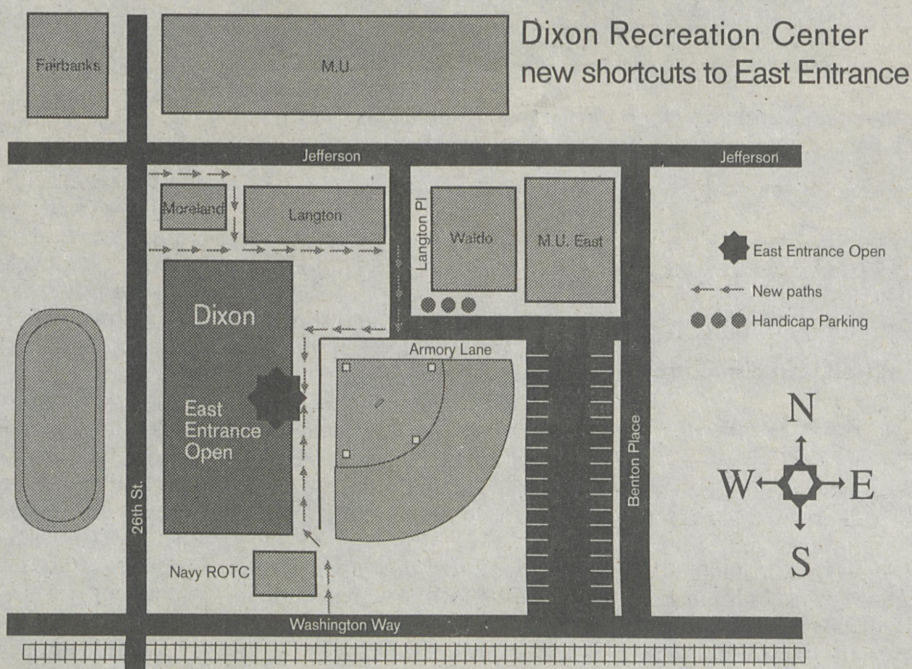 Dixon Recreation Center
new shortcuts to East Entrance
Fairbanks
M.U.
Jefferson
Jefferson
Moreland
Langton
Langton Pl
Waldo
M.U. East
East Entrance Open
New paths
Handicap Parking
Dixon
Armory Lane
East
Entrance
Open
N
W
E
S
26th St.
Benton Place
Navy ROTC
Washington Way